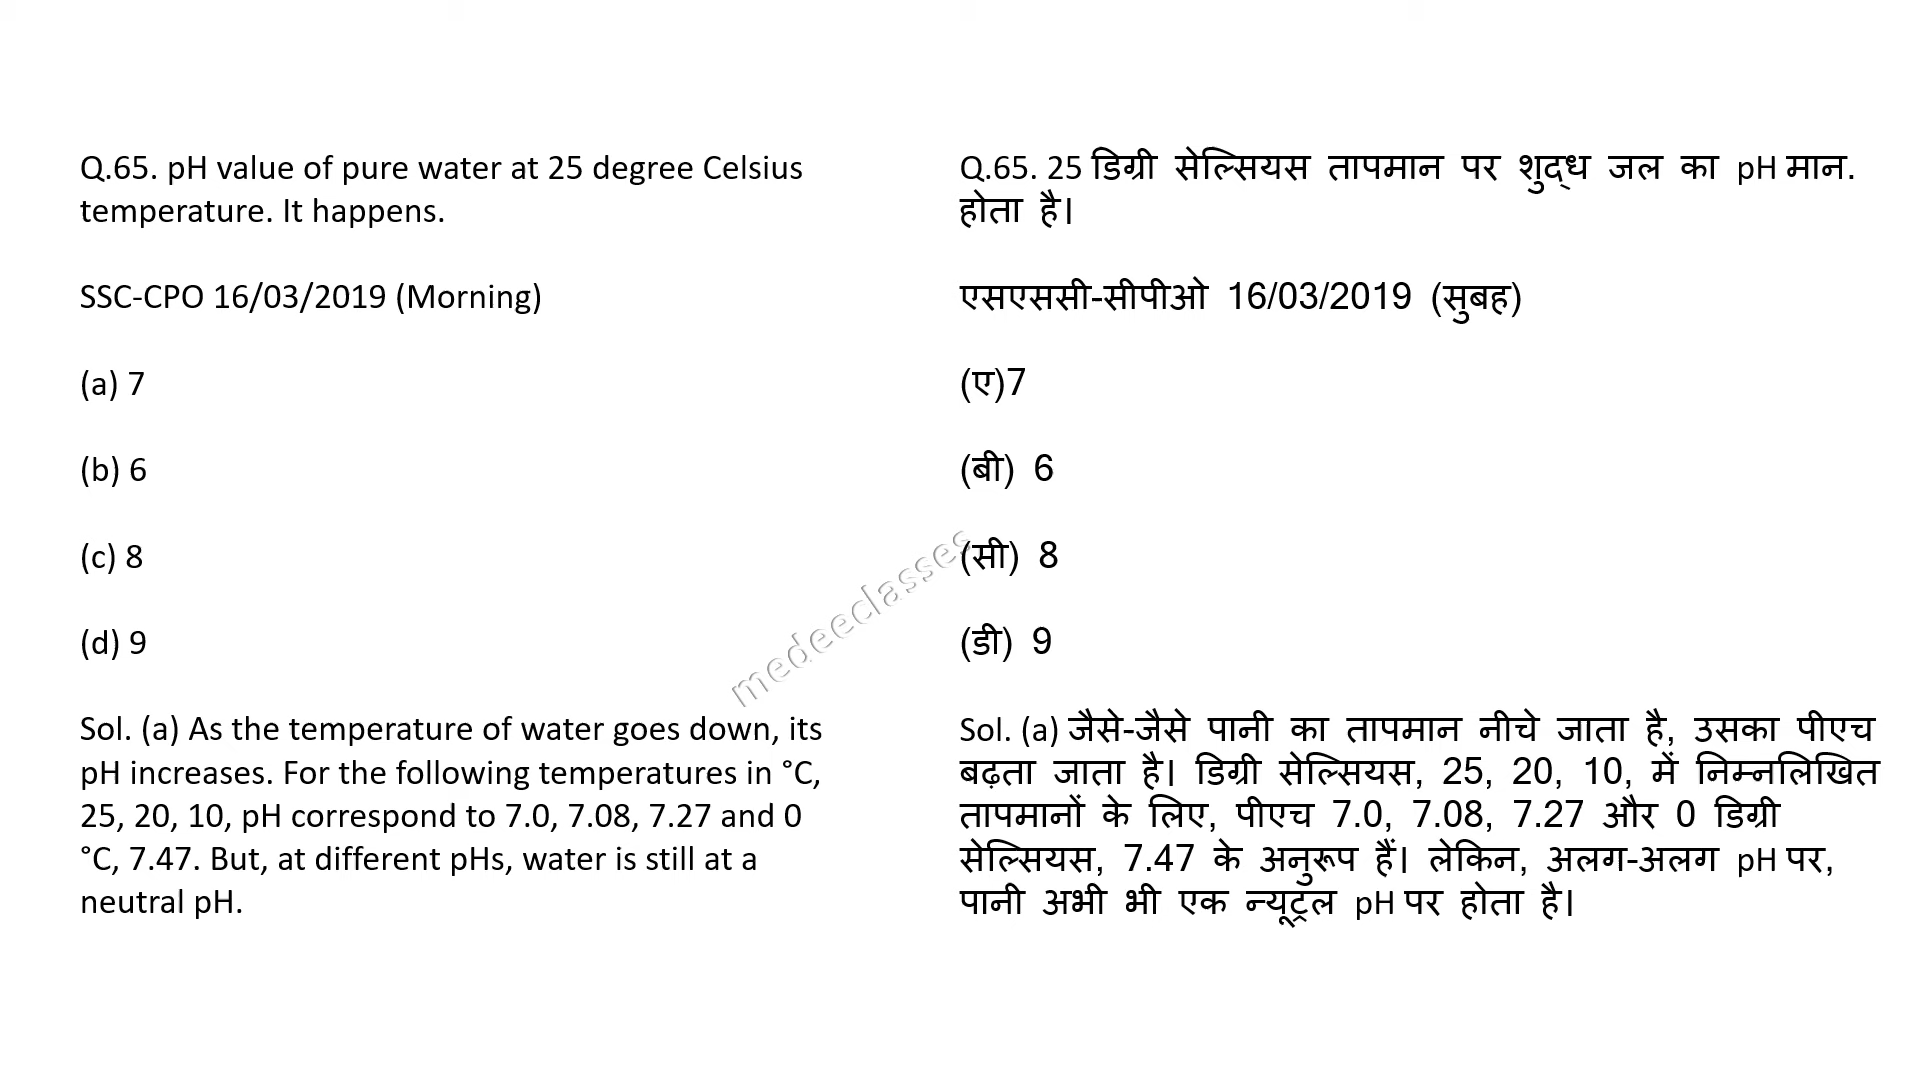 Q.65. pH value of pure water at 25 degree Celsius
temperature. It happens.
SSC-CPO 16/03/2019 (Morning)
(a) 7
(b) 6
(c) 8
(d) 9
Sol. (a) As the temperature of water goes down, its
pH increases. For the following temperatures in °C,
25, 20, 10, pH correspond to 7.0, 7.08, 7.27 and 0
°C, 7.47. But, at different pHs, water is still at a
neutral pH.
Q.65. 25 डिग्री सेल्सियस तापमान पर शुद्ध जल का pH मान.
होता है।
एसएससी-सीपीओ 16/03/2019 (सुबह)
(ए)7
(बी) 6
(सी) 8
(डी) 9
Sol. (a) जैसे-जैसे पानी का तापमान नीचे जाता है, उसका पीएच
बढ़ता जाता है। डिग्री सेल्सियस, 25, 20, 10, में निम्नलिखित
तापमानों के लिए, पीएच 7.0, 7.08, 7.27 और 0 डिग्री
सेल्सियस, 7.47 के अनुरूप हैं। लेकिन, अलग-अलग pH पर,
पानी अभी भी एक न्यूट्रल pH पर होता है।
medeeclasses